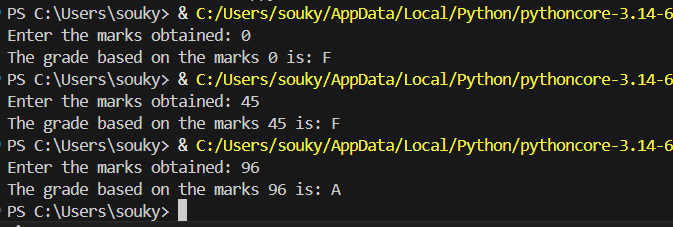 PS C:\Users\souky> & C:/Users/souky/AppData/Local/Python/pythoncore-3.14-6
Enter the marks obtained: 0
The grade based on the marks 0 is: F
PS C:\Users\souky> & C:/Users/souky/AppData/Local/Python/pythoncore-3.14-6
Enter the marks obtained: 45
The grade based on the marks 45 is: F
PS C:\Users\souky> & C:/Users/souky/AppData/Local/Python/pythoncore-3.14-6
Enter the marks obtained: 96
The grade based on the marks 96 is: A
PS C:\Users\souky>